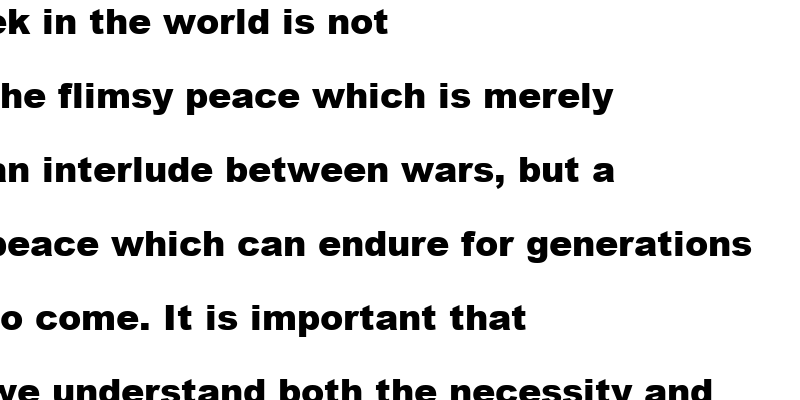 ek in the world is not
he flimsy peace which is merely
an interlude between wars, but a
peace which can endure for generations
o come. It is important that
we understand both the necessity and